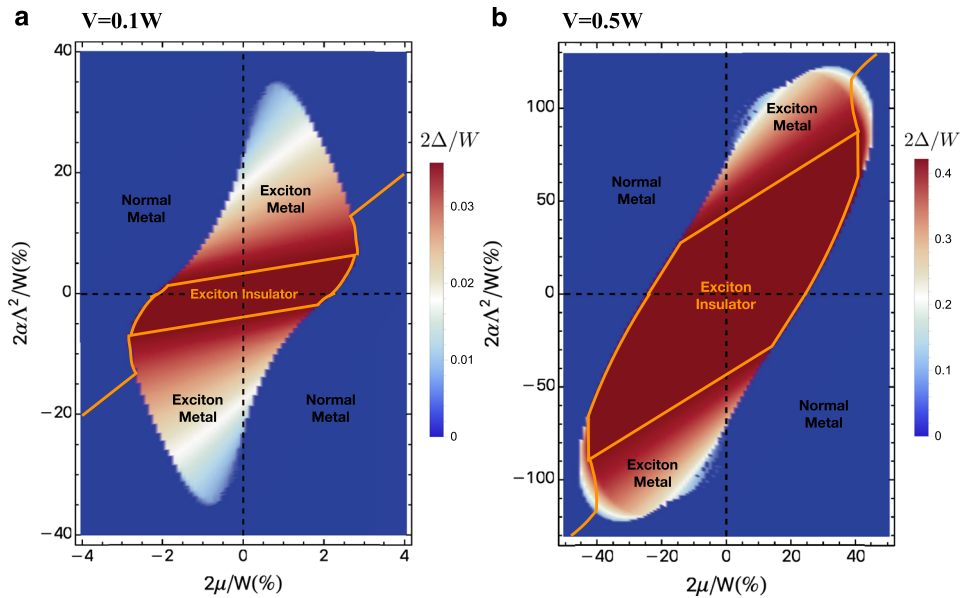 a
V=0.1W
40
20
0
−20
−40
−4
−2
0
2
4
2αΛ²/W(%)
2μ/W(%)
Normal
Metal
Exciton
Metal
Exciton Insulator
Exciton
Metal
Normal
Metal
2Δ/W
0.03
0.02
0.01
0
b
V=0.5W
100
50
0
−50
−100
−40
−20
0
20
40
2αΛ²/W(%)
2μ/W(%)
Exciton
Metal
Normal
Metal
Exciton
Insulator
Normal
Metal
Exciton
Metal
2Δ/W
0.4
0.3
0.2
0.1
0